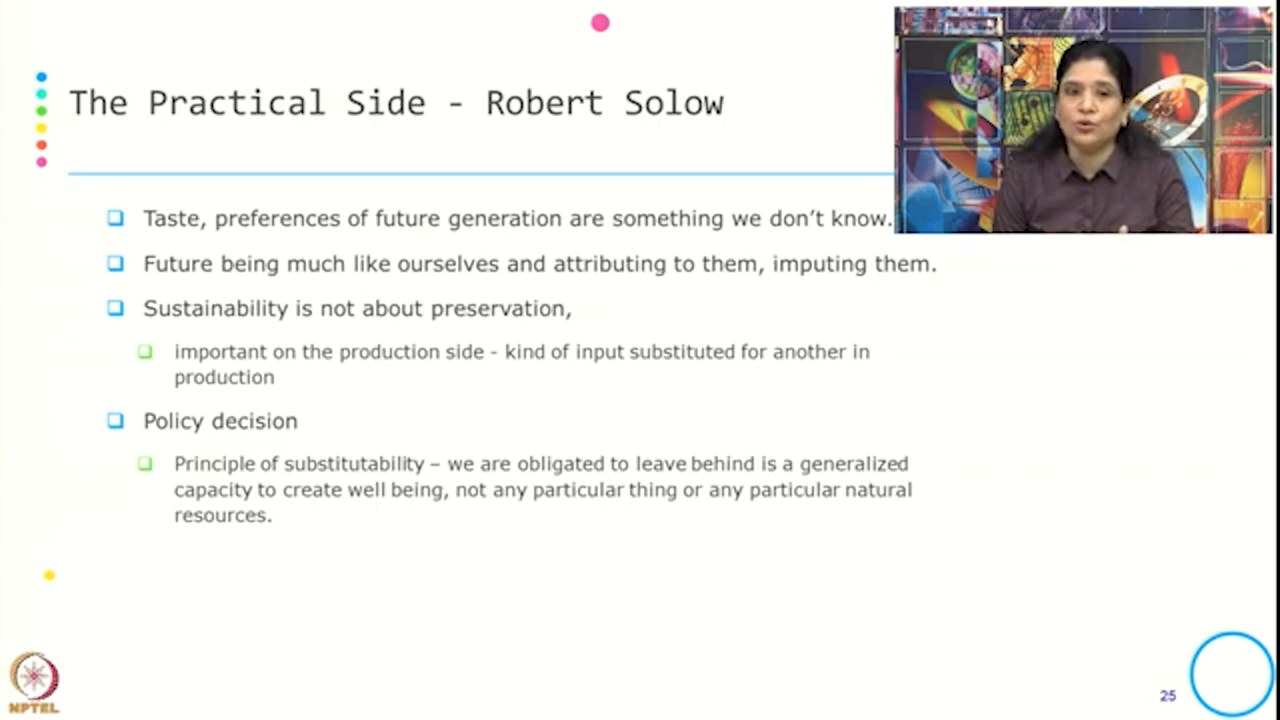 The Practical Side - Robert Solow
Taste, preferences of future generation are something we don't know.
Future being much like ourselves and attributing to them, imputing them.
Sustainability is not about preservation,
important on the production side - kind of input substituted for another in
production
Policy decision
Principle of substitutability – we are obligated to leave behind is a generalized
capacity to create well being, not any particular thing or any particular natural
resources.
NPTEL
25